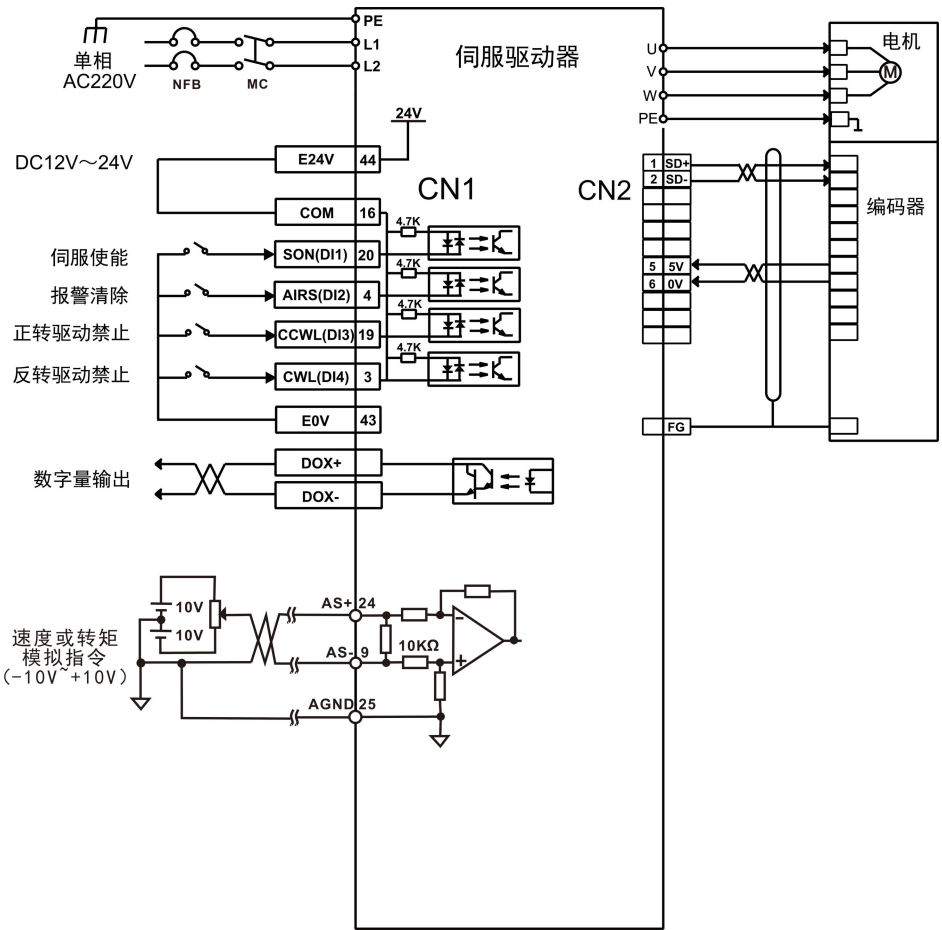 PE
L1
L2
单相
AC220V
NFB
MC
伺服驱动器
U
V
W
PE
电机
M
24V
DC12V～24V
E24V 44
COM 16
CN1
CN2
1 SD+
2 SD-
5 5V
6 0V
FG
编码器
4.7K
伺服使能
SON(DI1) 20
4.7K
报警清除
AIRS(DI2) 4
4.7K
正转驱动禁止
CCWL(DI3) 19
4.7K
反转驱动禁止
CWL(DI4) 3
E0V 43
数字量输出
DOX+
DOX-
速度或转矩
模拟指令
(-10V~+10V)
10V
10V
AS+ 24
AS- 9
AGND 25
10KΩ
-
+